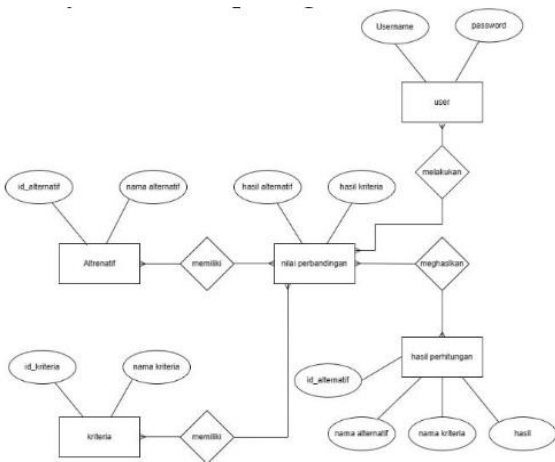 Username
password
user
id_alternatif
nama alternatif
hasil alternatif
hasil kriteria
melakukan
Altrenatif
memiliki
nilai perbandingan
meghasilkan
hasil perhitungan
id_kriteria
nama kriteria
id_alternatif
kriteria
memiliki
nama alternatif
nama kriteria
hasil